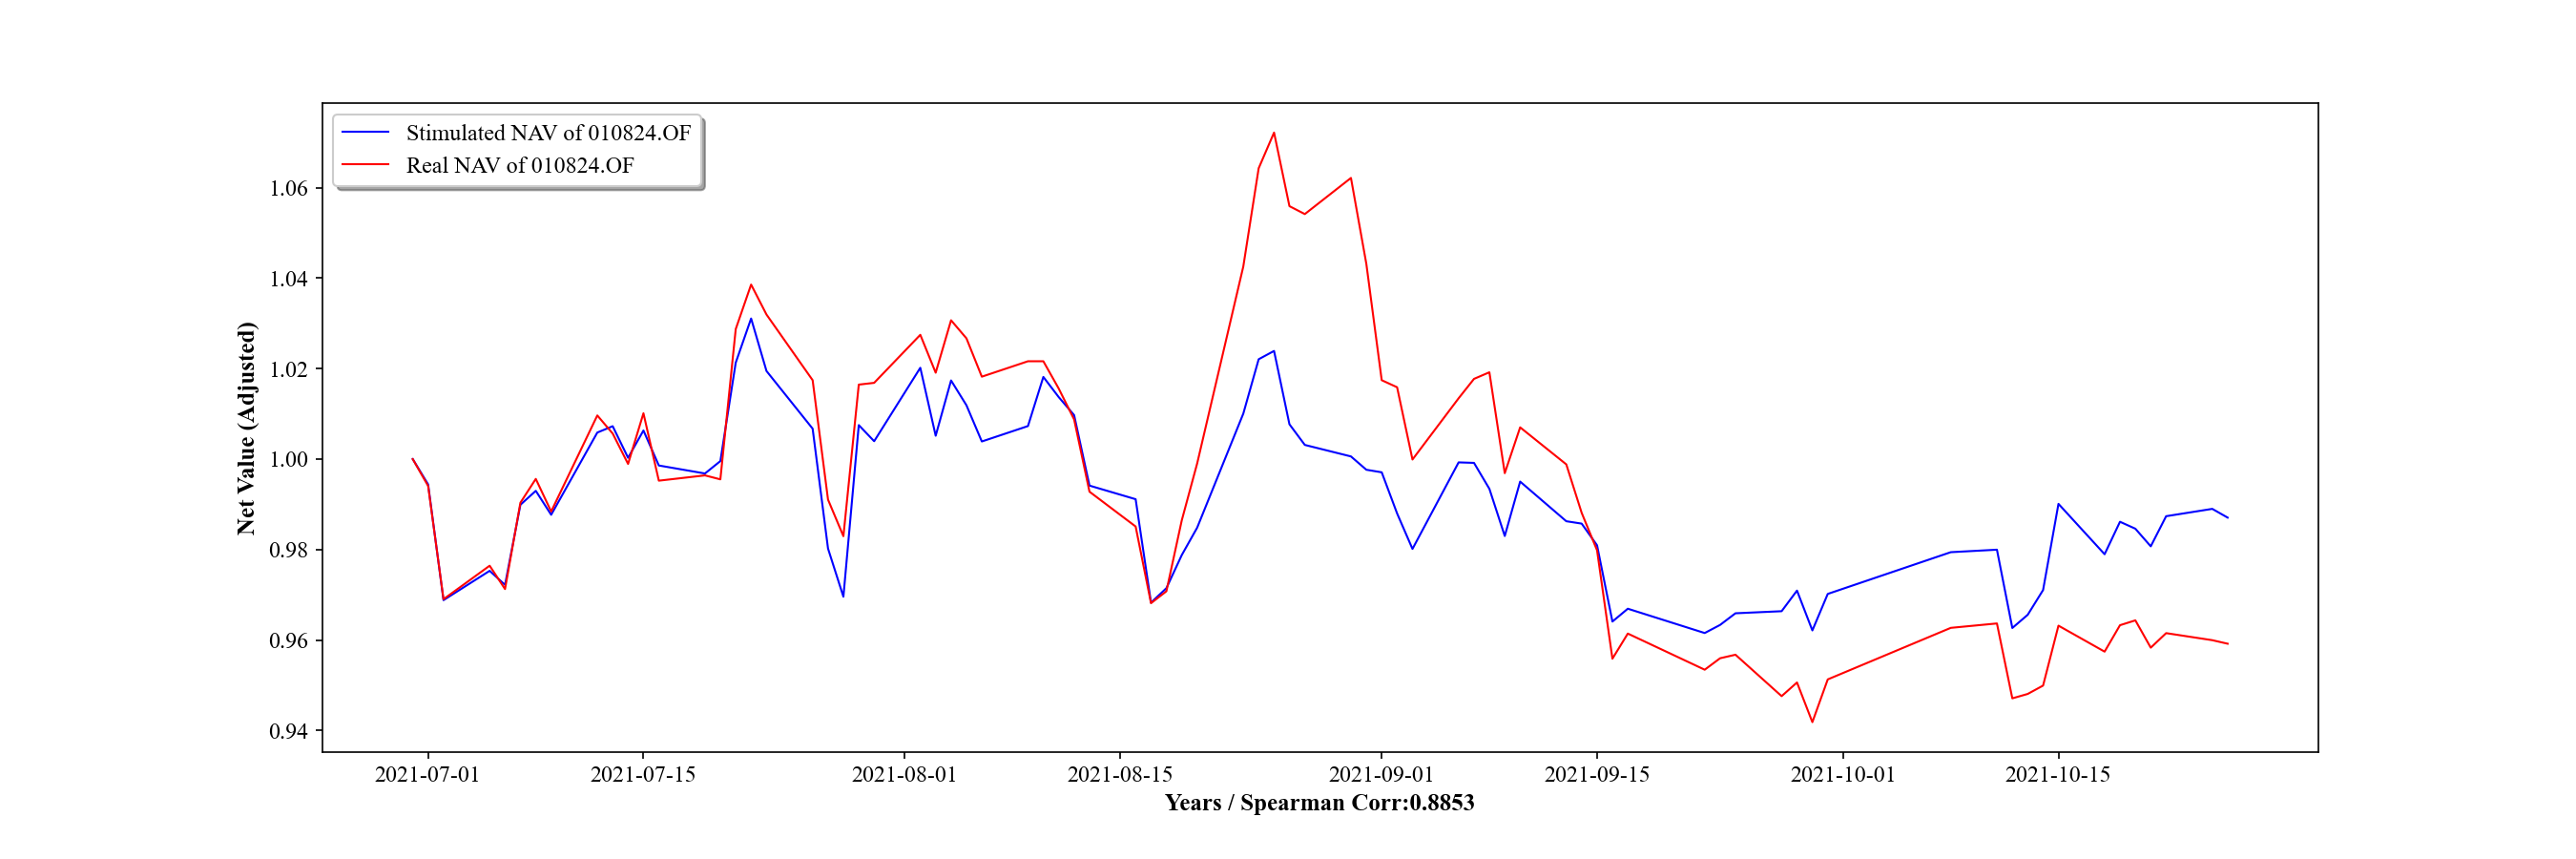 Stimulated NAV of 010824.OF
Real NAV of 010824.OF
Net Value (Adjusted)
1.06
1.04
1.02
1.00
0.98
0.96
0.94
2021-07-01 2021-07-15 2021-08-01 2021-08-15 2021-09-01 2021-09-15 2021-10-01 2021-10-15
Years / Spearman Corr:0.8853